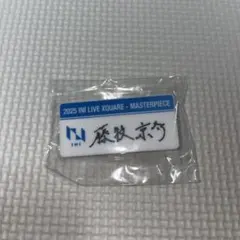 2025 INI LIVE XQUARE - MASTERPIECE
INI
藤牧京介